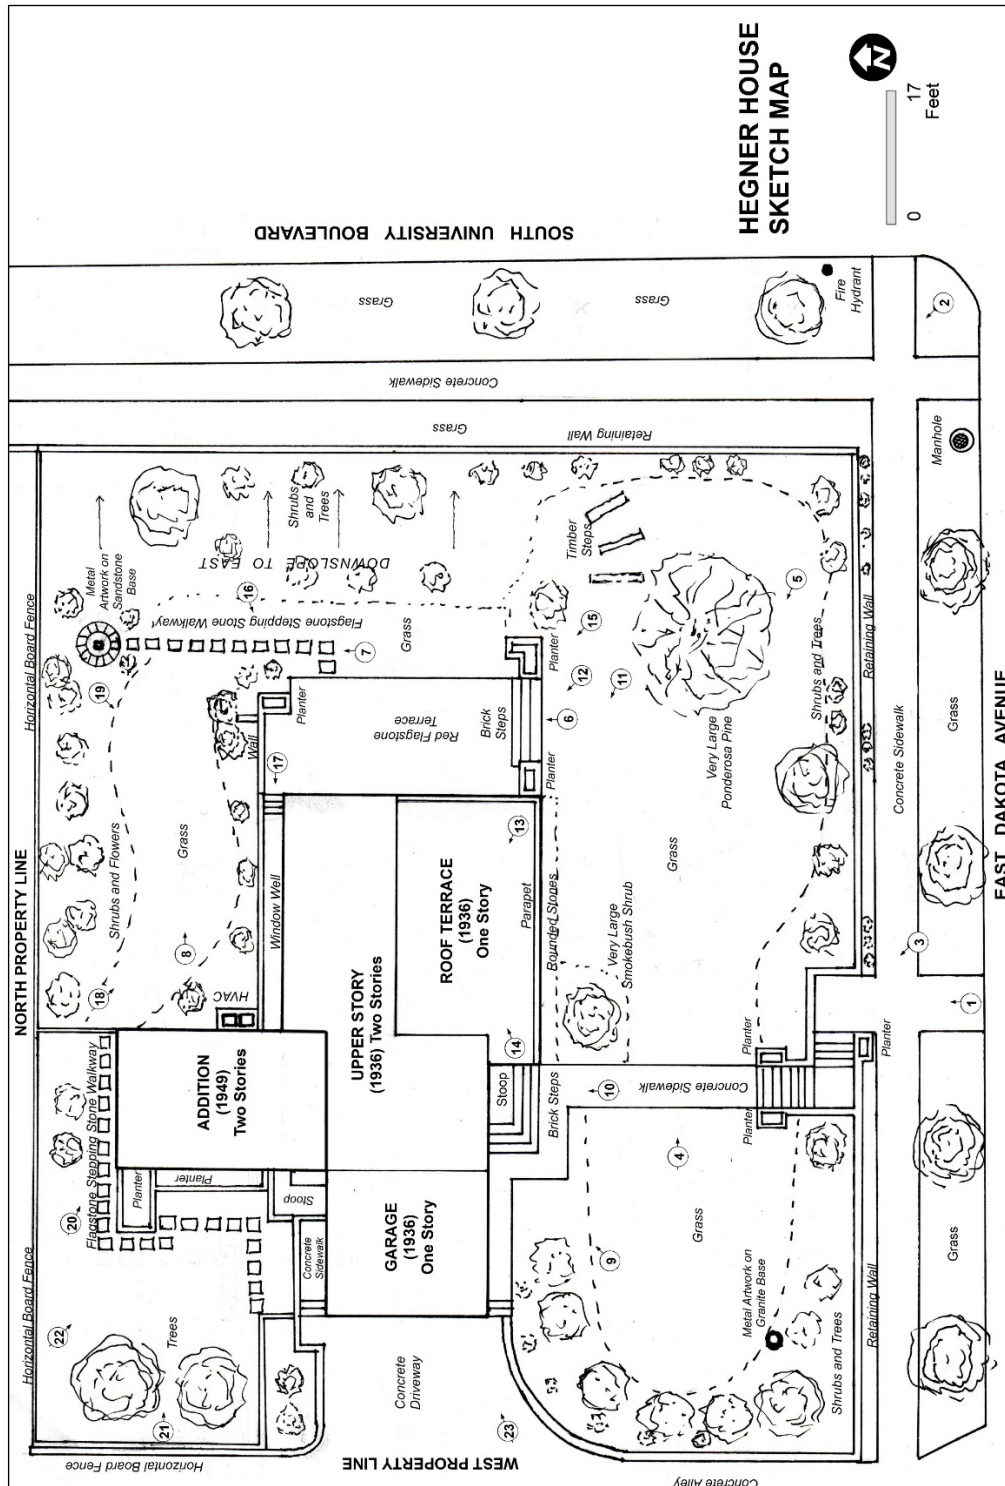 HEGNER HOUSE
SKETCH MAP
N
0
17
Feet
SOUTH UNIVERSITY BOULEVARD
Grass
Grass
Fire
Hydrant
2
Concrete Sidewalk
Grass
Retaining Wall
Manhole
NORTH PROPERTY LINE
Horizontal Board Fence
Metal
Artwork on
Sandstone
Base
Shrubs
and
Trees
DOWNSLOPE TO EAST
16
Flagstone Stepping Stone Walkway
7
Grass
19
Timber
Steps
5
15
12
11
6
Planter
Planter
Wall
17
Red Flagstone
Terrace
Brick
Steps
Planter
Very Large
Ponderosa Pine
Shrubs and Trees
Retaining Wall
Concrete Sidewalk
Grass
Shrubs and Flowers
Grass
8
18
HVAC
Window Well
13
ROOF TERRACE
(1936)
One Story
Parapet
Rounded Stones
Very Large
Smokebush Shrub
Grass
14
UPPER STORY
(1936) Two Stories
3
1
EAST DAKOTA AVENUE
ADDITION
(1949)
Two Stories
Flagstone Stepping Stone Walkway
20
Planter
Planter
Stoop
Stoop
Brick Steps
10
Concrete Sidewalk
Planter
Planter
Planter
4
GARAGE
(1936)
One Story
Concrete
Sidewalk
9
Grass
Metal Artwork on
Granite Base
Shrubs and Trees
Retaining Wall
Grass
Horizontal Board Fence
22
Trees
21
Horizontal Board Fence
Concrete
Driveway
23
WEST PROPERTY LINE
Concrete Alley